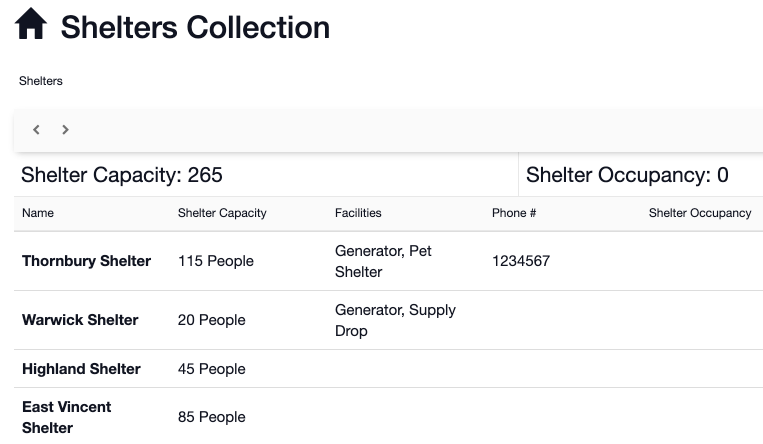 Shelters Collection
Shelters
Shelter Capacity: 265 Shelter Occupancy: 0
Name Shelter Capacity Facilities Phone # Shelter Occupancy
Thornbury Shelter 115 People Generator, Pet Shelter 1234567
Warwick Shelter 20 People Generator, Supply Drop
Highland Shelter 45 People
East Vincent Shelter 85 People